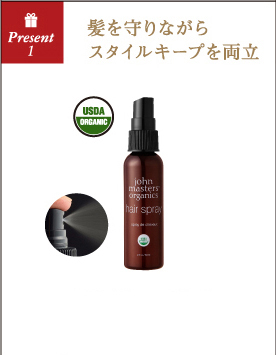 Present
1
髪を守りながら
スタイルキープを両立
USDA
ORGANIC
john
masters
organics
hair spray